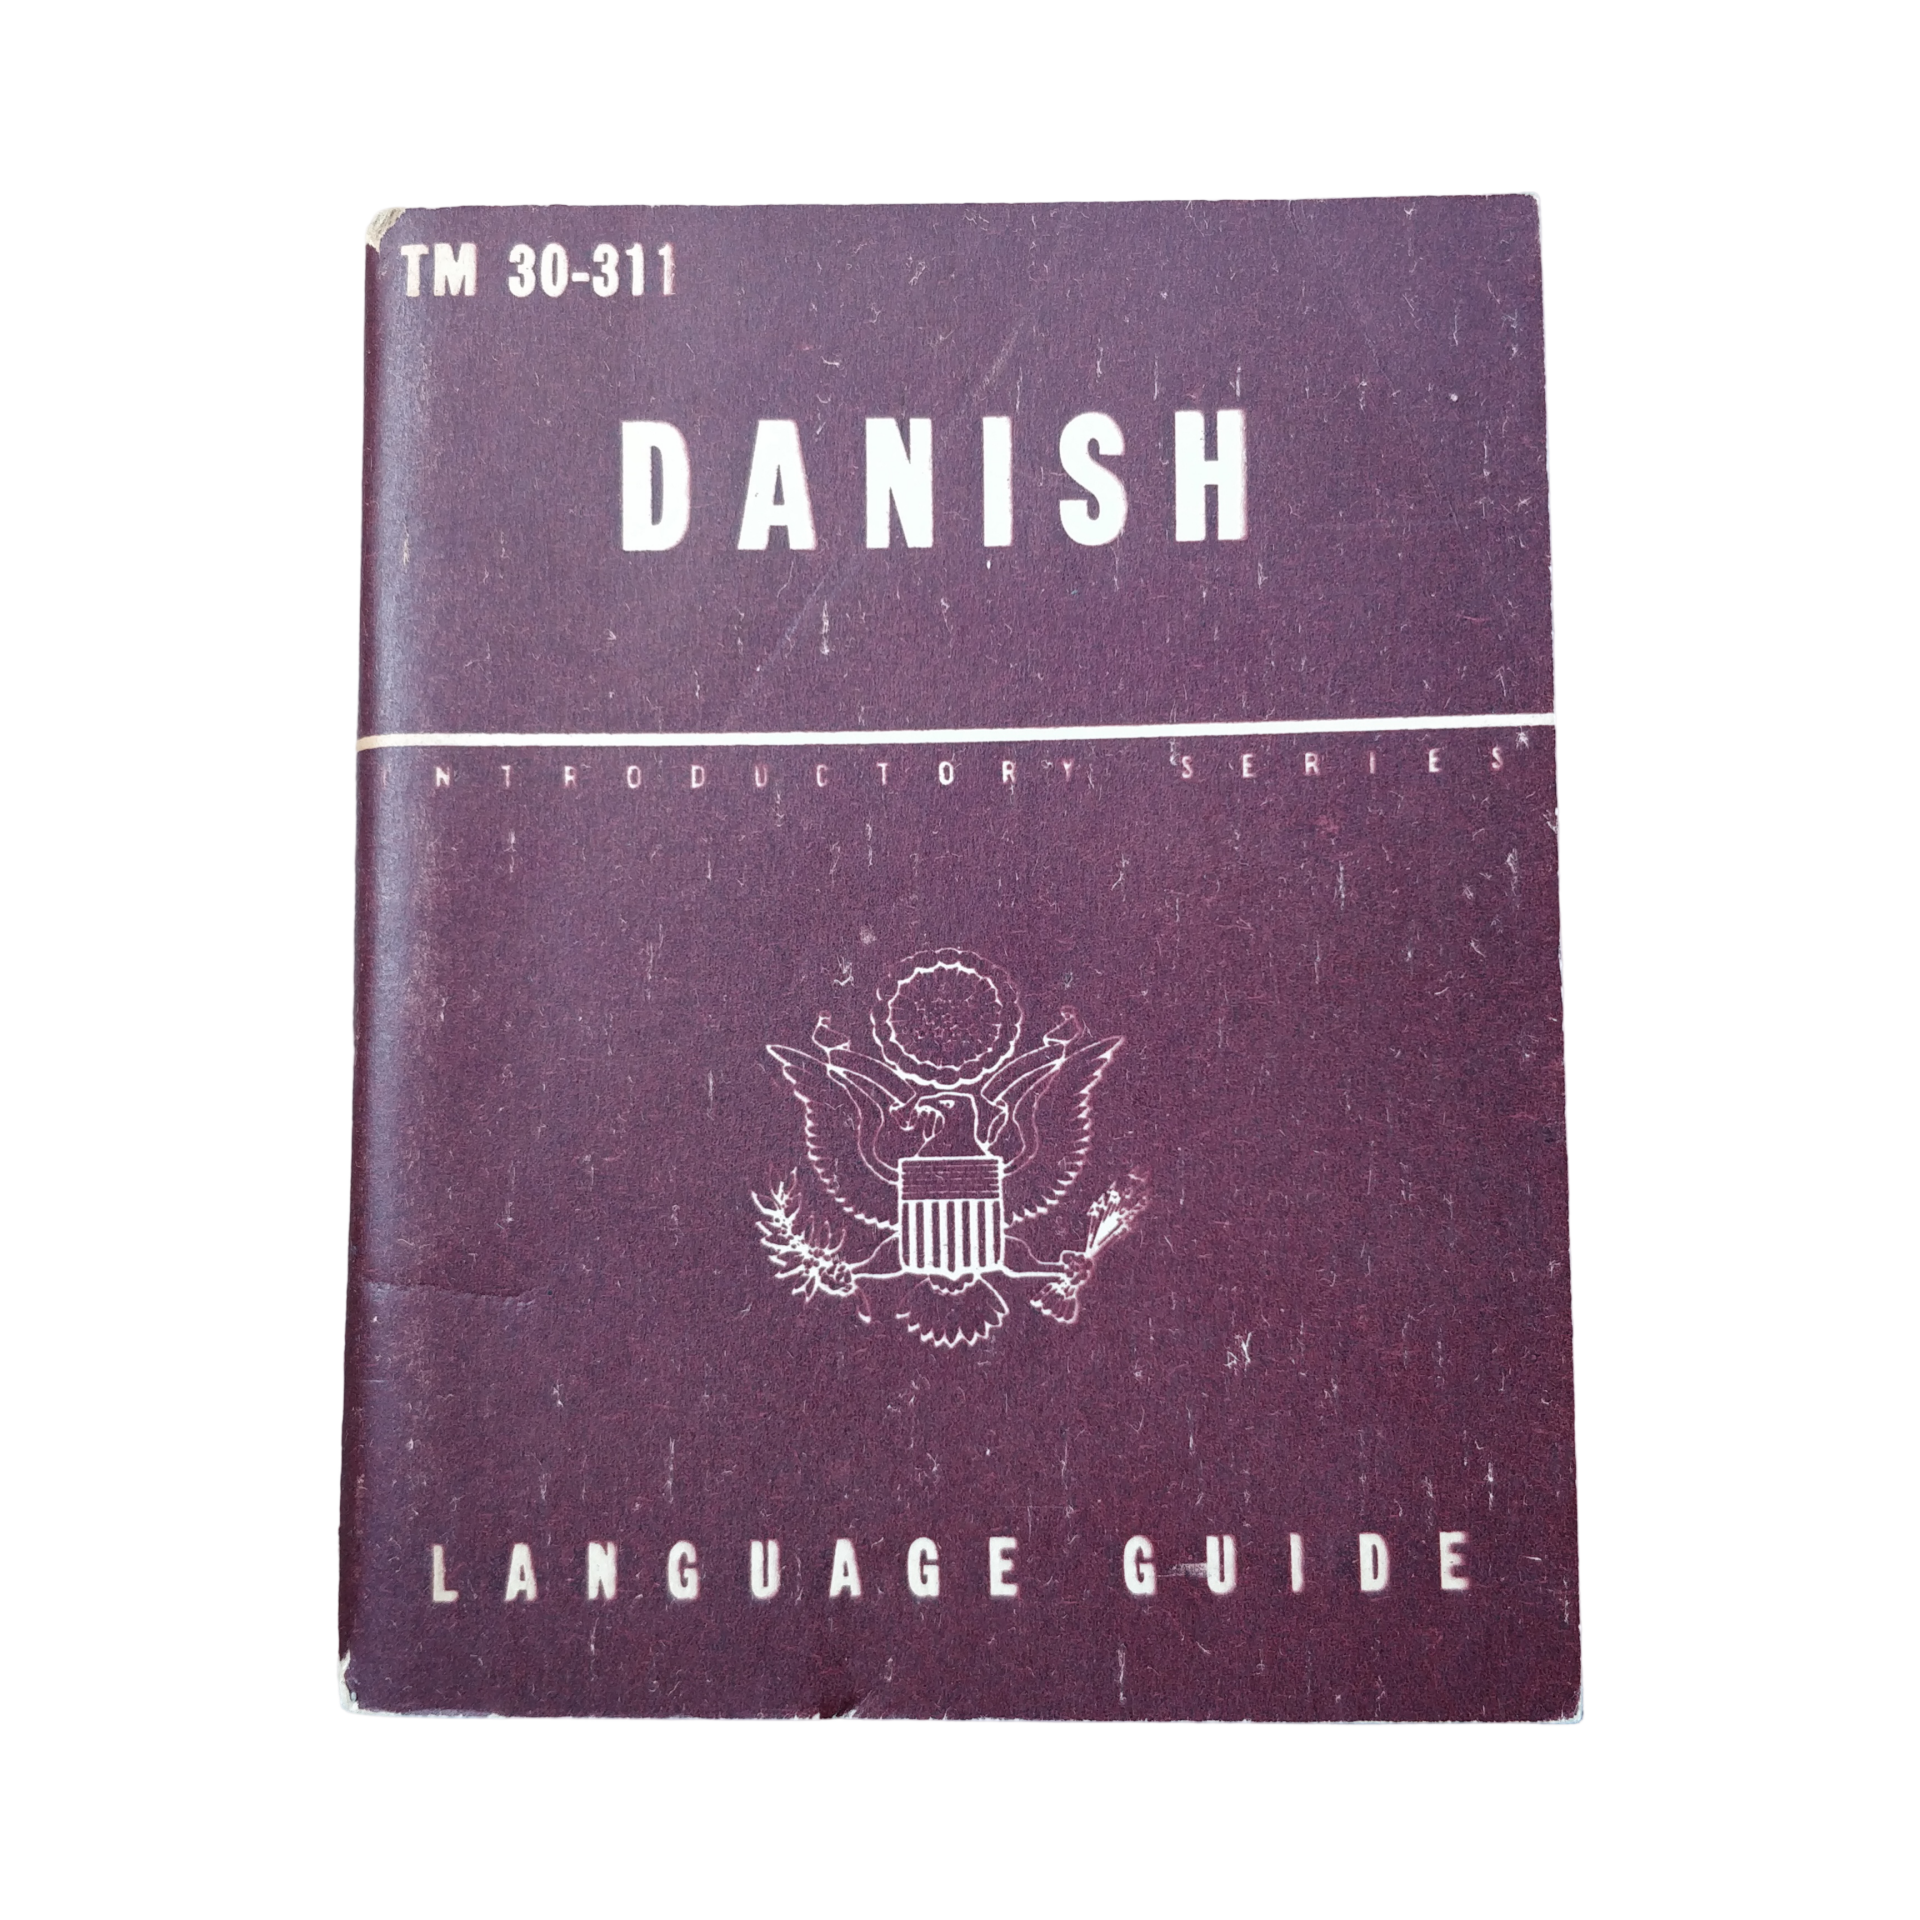 TM 30-311
DANISH
INTRODUCTORY SERIES
LANGUAGE GUIDE